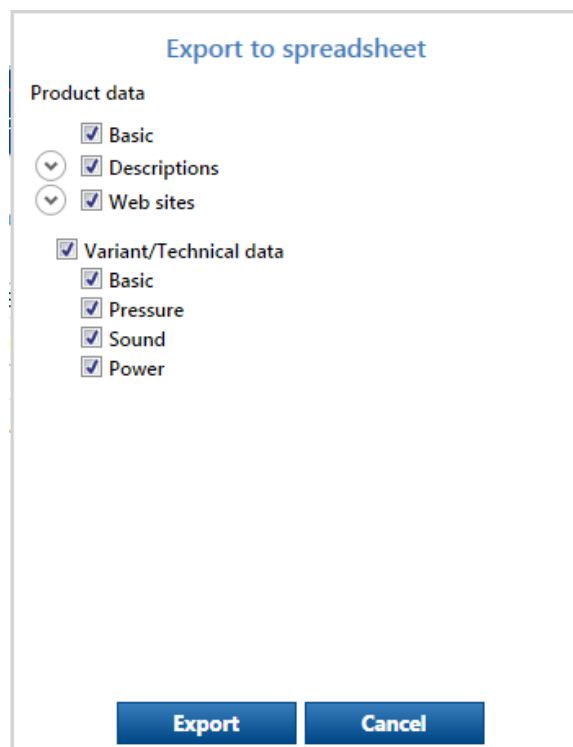 Export to spreadsheet
Product data
Basic
Descriptions
Web sites
Variant/Technical data
Basic
Pressure
Sound
Power
Export Cancel